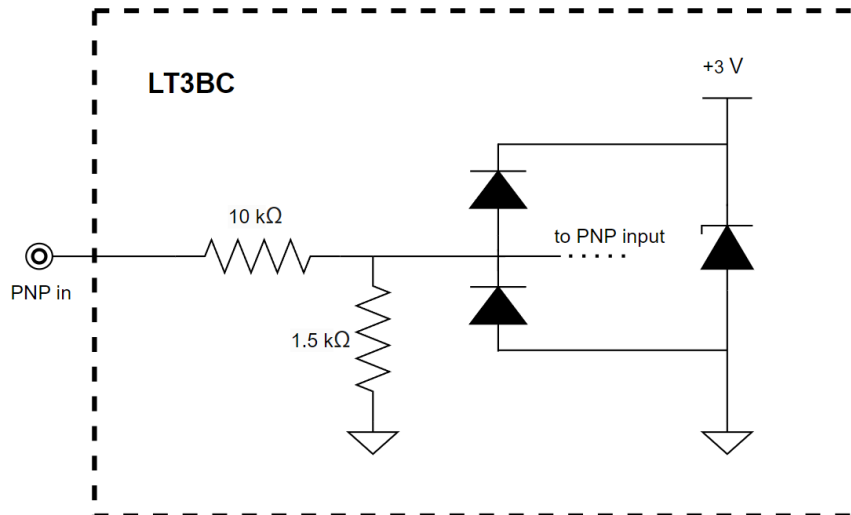 +3 V
LT3BC
10 kΩ
to PNP input
PNP in
1.5 kΩ